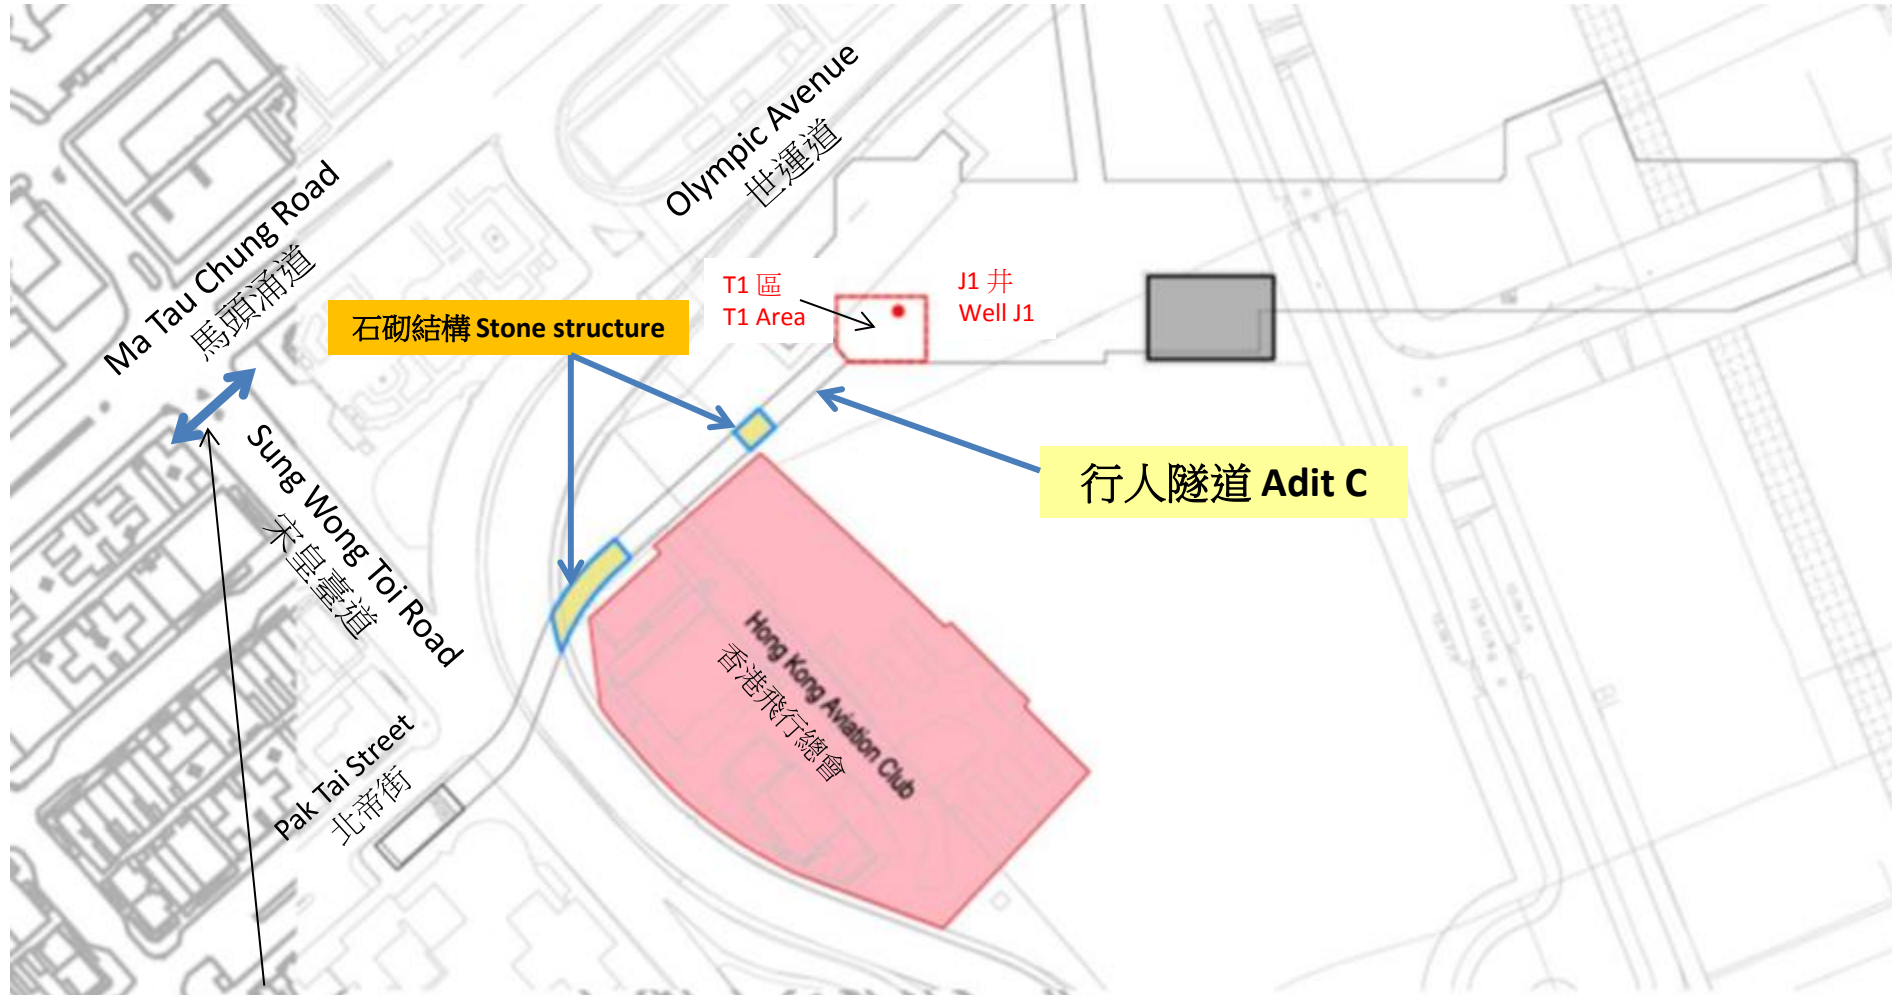 Olympic Avenue
世運道
Ma Tau Chung Road
馬頭涌道
T1 區
T1 Area
J1 井
Well J1
石砌結構 Stone structure
行人隧道 Adit C
Sung Wong Toi Road
宋皇臺道
Hong Kong Aviation Club
香港飛行總會
Pak Tai Street
北帝街